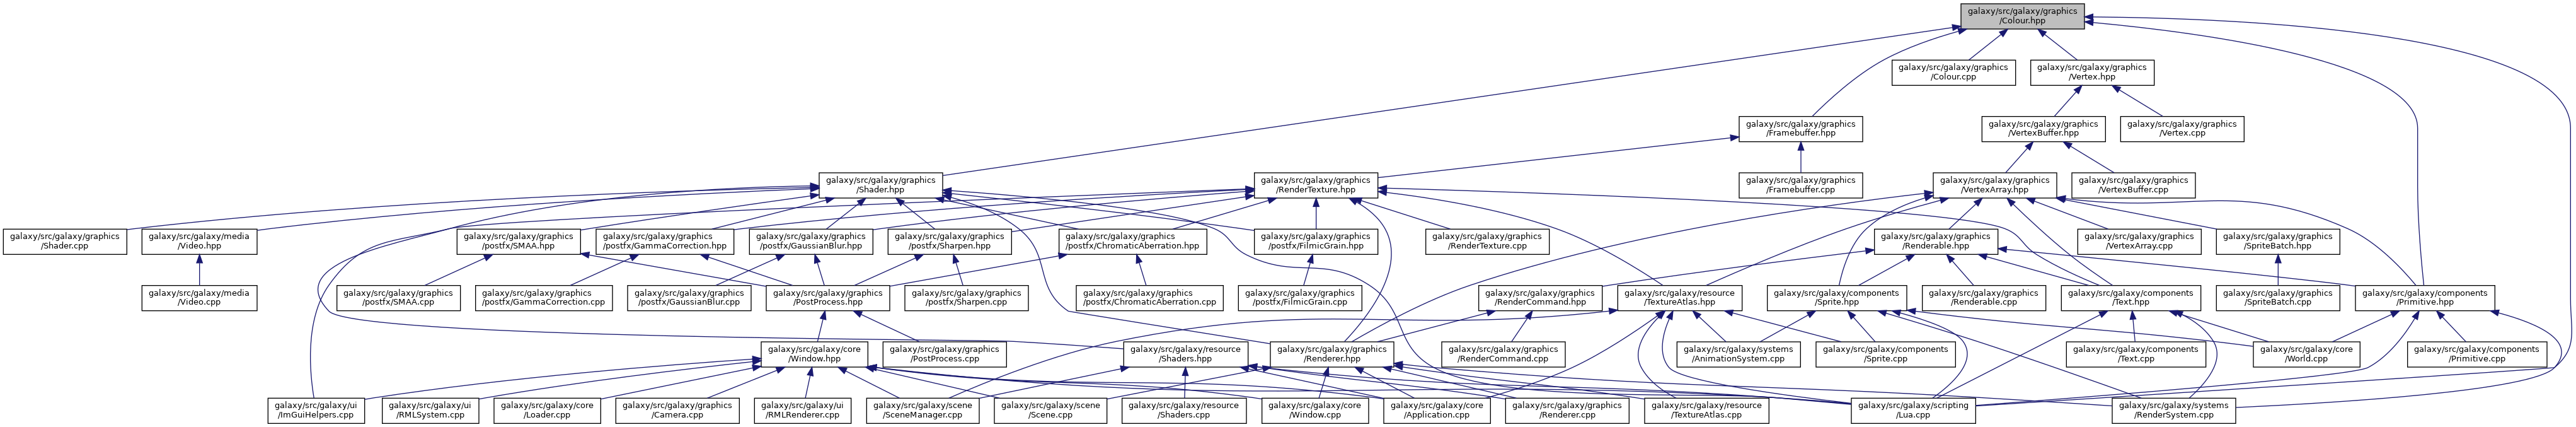 galaxy/src/galaxy/graphics
/Colour.hpp
galaxy/src/galaxy/graphics
/Colour.cpp
galaxy/src/galaxy/graphics
/Vertex.hpp
galaxy/src/galaxy/graphics
/Framebuffer.hpp
galaxy/src/galaxy/graphics
/VertexBuffer.hpp
galaxy/src/galaxy/graphics
/Vertex.cpp
galaxy/src/galaxy/graphics
/Shader.hpp
galaxy/src/galaxy/graphics
/RenderTexture.hpp
galaxy/src/galaxy/graphics
/Framebuffer.cpp
galaxy/src/galaxy/graphics
/VertexArray.hpp
galaxy/src/galaxy/graphics
/VertexBuffer.cpp
galaxy/src/galaxy/graphics
/Shader.cpp
galaxy/src/galaxy/media
/Video.hpp
galaxy/src/galaxy/graphics
/postfx/SMAA.hpp
galaxy/src/galaxy/graphics
/postfx/GammaCorrection.hpp
galaxy/src/galaxy/graphics
/postfx/GaussianBlur.hpp
galaxy/src/galaxy/graphics
/postfx/Sharpen.hpp
galaxy/src/galaxy/graphics
/postfx/ChromaticAberration.hpp
galaxy/src/galaxy/graphics
/postfx/FilmicGrain.hpp
galaxy/src/galaxy/graphics
/RenderTexture.cpp
galaxy/src/galaxy/graphics
/Renderable.hpp
galaxy/src/galaxy/graphics
/VertexArray.cpp
galaxy/src/galaxy/graphics
/SpriteBatch.hpp
galaxy/src/galaxy/media
/Video.cpp
galaxy/src/galaxy/graphics
/postfx/SMAA.cpp
galaxy/src/galaxy/graphics
/postfx/GammaCorrection.cpp
galaxy/src/galaxy/graphics
/postfx/GaussianBlur.cpp
galaxy/src/galaxy/graphics
/PostProcess.hpp
galaxy/src/galaxy/graphics
/postfx/Sharpen.cpp
galaxy/src/galaxy/graphics
/postfx/ChromaticAberration.cpp
galaxy/src/galaxy/graphics
/postfx/FilmicGrain.cpp
galaxy/src/galaxy/graphics
/RenderCommand.hpp
galaxy/src/galaxy/resource
/TextureAtlas.hpp
galaxy/src/galaxy/components
/Sprite.hpp
galaxy/src/galaxy/graphics
/Renderable.cpp
galaxy/src/galaxy/components
/Text.hpp
galaxy/src/galaxy/graphics
/SpriteBatch.cpp
galaxy/src/galaxy/components
/Primitive.hpp
galaxy/src/galaxy/core
/Window.hpp
galaxy/src/galaxy/graphics
/PostProcess.cpp
galaxy/src/galaxy/resource
/Shaders.hpp
galaxy/src/galaxy/graphics
/Renderer.hpp
galaxy/src/galaxy/graphics
/RenderCommand.cpp
galaxy/src/galaxy/systems
/AnimationSystem.cpp
galaxy/src/galaxy/components
/Sprite.cpp
galaxy/src/galaxy/components
/Text.cpp
galaxy/src/galaxy/core
/World.cpp
galaxy/src/galaxy/components
/Primitive.cpp
galaxy/src/galaxy/ui
/ImGuiHelpers.cpp
galaxy/src/galaxy/ui
/RMLSystem.cpp
galaxy/src/galaxy/core
/Loader.cpp
galaxy/src/galaxy/graphics
/Camera.cpp
galaxy/src/galaxy/ui
/RMLRenderer.cpp
galaxy/src/galaxy/scene
/SceneManager.cpp
galaxy/src/galaxy/scene
/Scene.cpp
galaxy/src/galaxy/resource
/Shaders.cpp
galaxy/src/galaxy/core
/Window.cpp
galaxy/src/galaxy/core
/Application.cpp
galaxy/src/galaxy/graphics
/Renderer.cpp
galaxy/src/galaxy/resource
/TextureAtlas.cpp
galaxy/src/galaxy/scripting
/Lua.cpp
galaxy/src/galaxy/systems
/RenderSystem.cpp